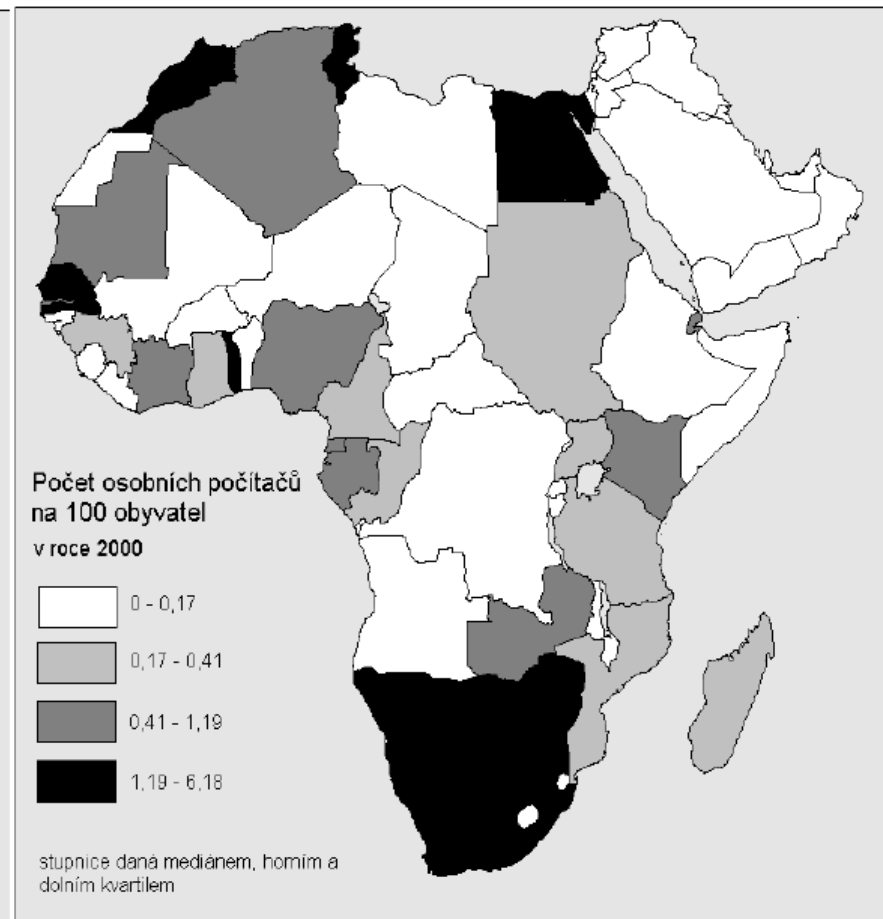 Počet osobních počítačů
na 100 obyvatel
v roce 2000
0 - 0,17
0,17 - 0,41
0,41 - 1,19
1,19 - 6,18
stupnice daná mediánem, horním a
dolním kvartilem